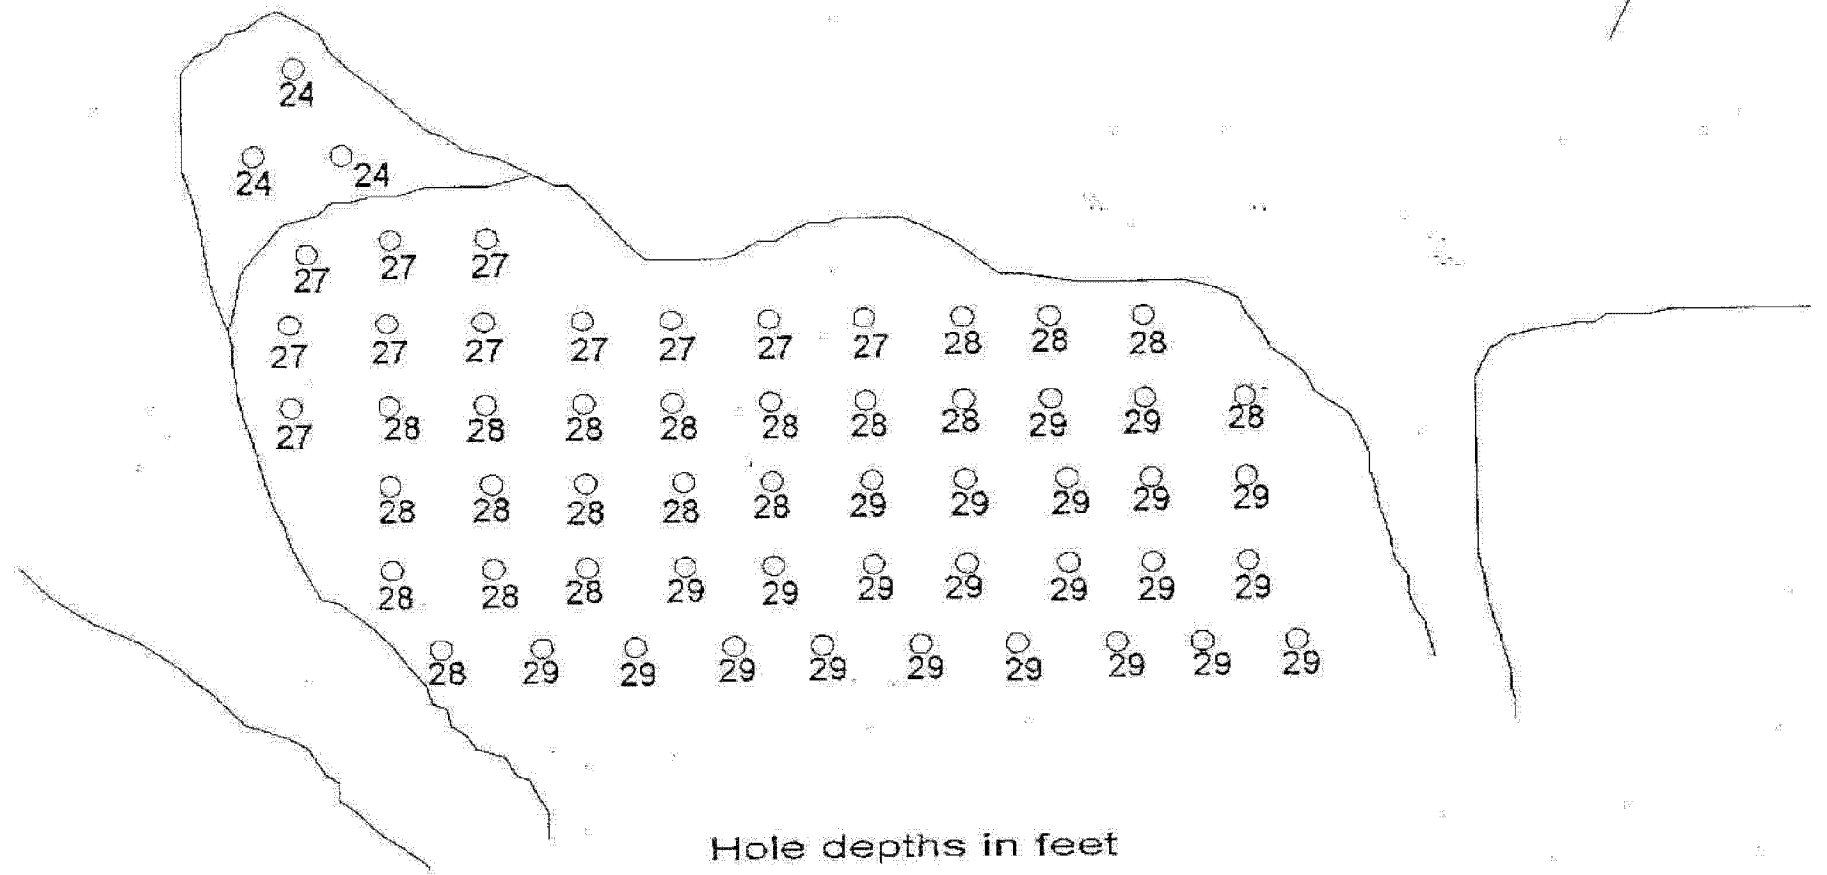 24
24 24
27 27 27
27 27 27 27 27 27 27 28 28 28
27 28 28 28 28 28 28 28 29 29 28
28 28 28 28 28 29 29 29 29 29
28 28 28 29 29 29 29 29 29 29
28 29 29 29 29 29 29 29 29 29
Hole depths in feet